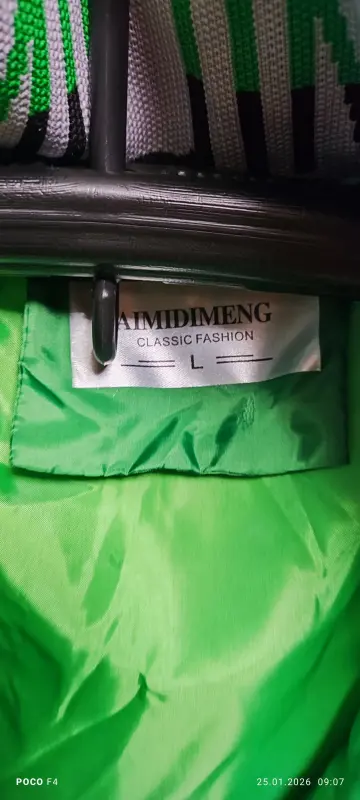 AIMIDIMENG
CLASSIC FASHION
L
POCO F4
25.01.2026 09:07